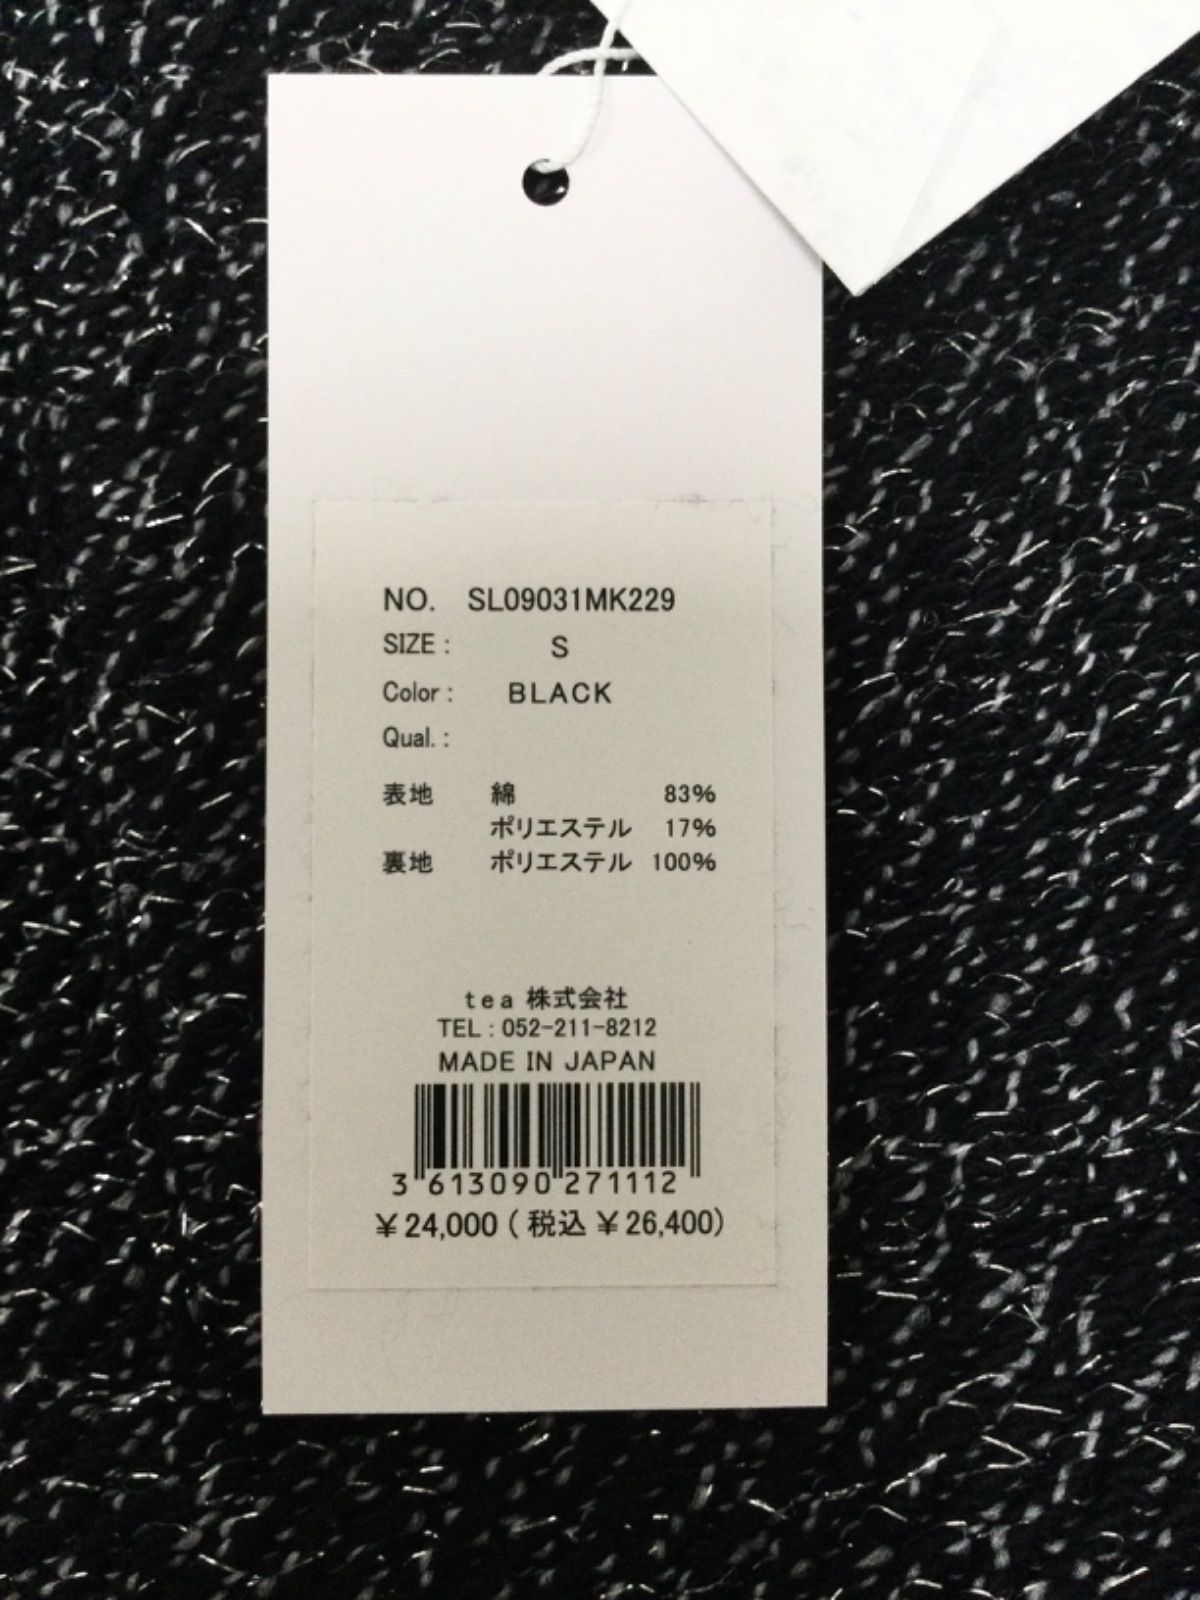 NO. SL09031MK229
SIZE : S
Color : BLACK
Qual. :
表地 綿 83%
ポリエステル 17%
裏地 ポリエステル 100%
tea 株式会社
TEL : 052-211-8212
MADE IN JAPAN
3 613090 271112
￥24,000 ( 税込 ￥26,400)